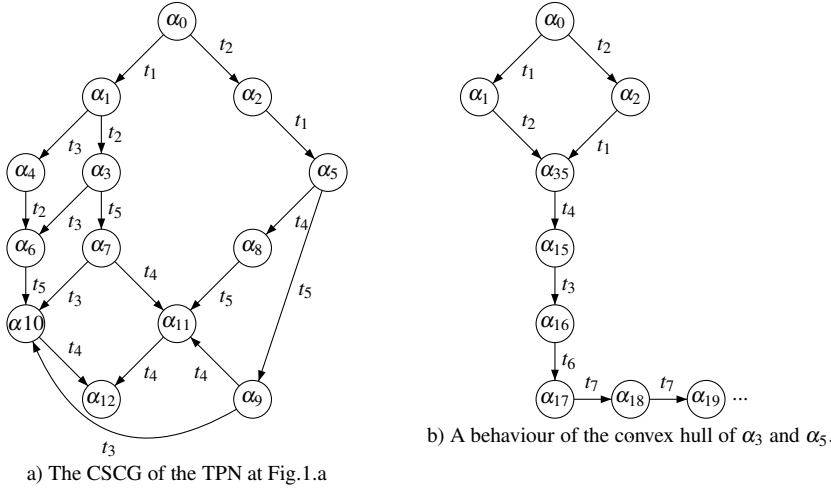 α0
t2
t1
α1
α2
t3
t2
t1
α4
α3
α5
t2
t3
t5
t4
α6
α7
α8
t5
t5
t3
t4
t5
α10
α11
t4
t4
t4
α12
α9
t3
a) The CSCG of the TPN at Fig.1.a
α0
t1
t2
α1
α2
t2
t1
α35
t4
α15
t3
α16
t6
α17
t7
α18
t7
α19
...
b) A behaviour of the convex hull of α3 and α5.